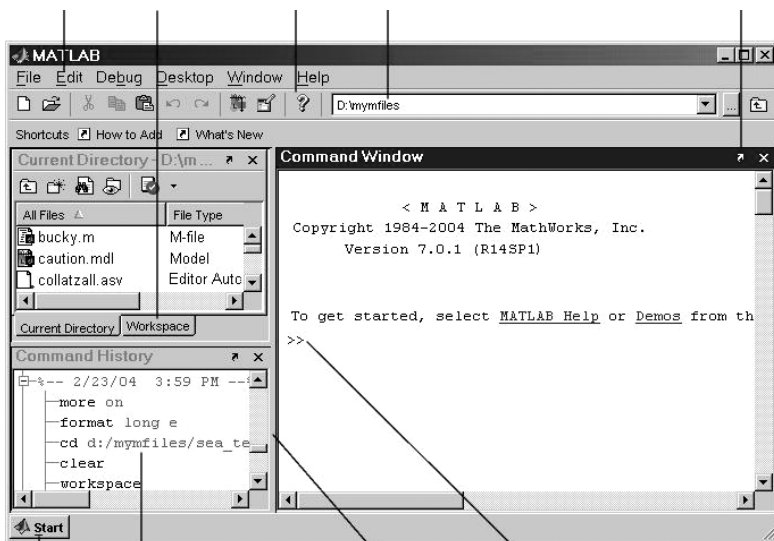 MATLAB
File Edit Debug Desktop Window Help
D:\mymfiles
...
Shortcuts How to Add What's New
Current Directory - D:\m...
All Files File Type
bucky.m M-file
caution.mdl Model
collatzall.asv Editor Auto
Current Directory Workspace
Command History
%-- 2/23/04 3:59 PM --%
more on
format long e
cd d:/mymfiles/sea_te
clear
workspace
Command Window
< M A T L A B >
Copyright 1984-2004 The MathWorks, Inc.
Version 7.0.1 (R14SP1)
To get started, select MATLAB Help or Demos from th
>>
Start